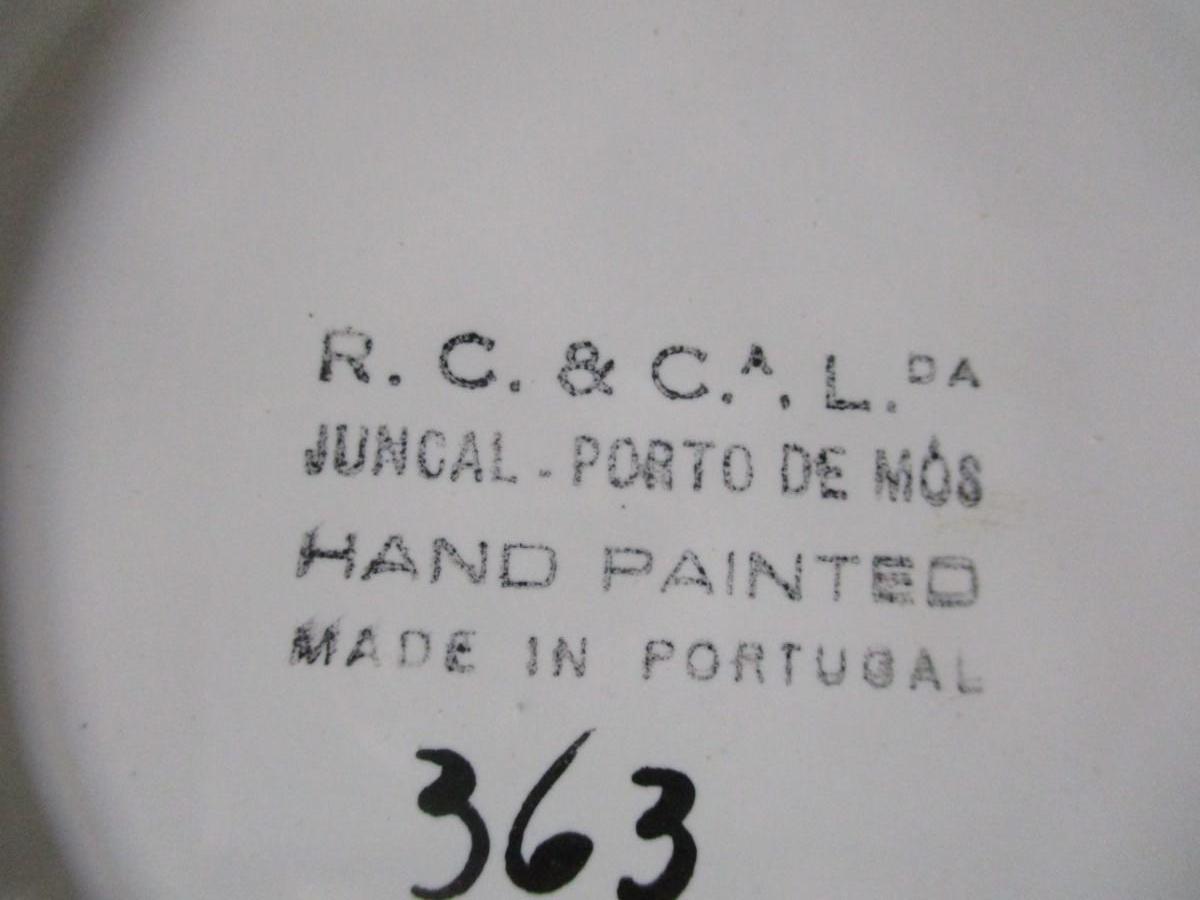 R. C. & C.A. L.DA
JUNCAL - PORTO DE MÓS
HAND PAINTED
MADE IN PORTUGAL
363